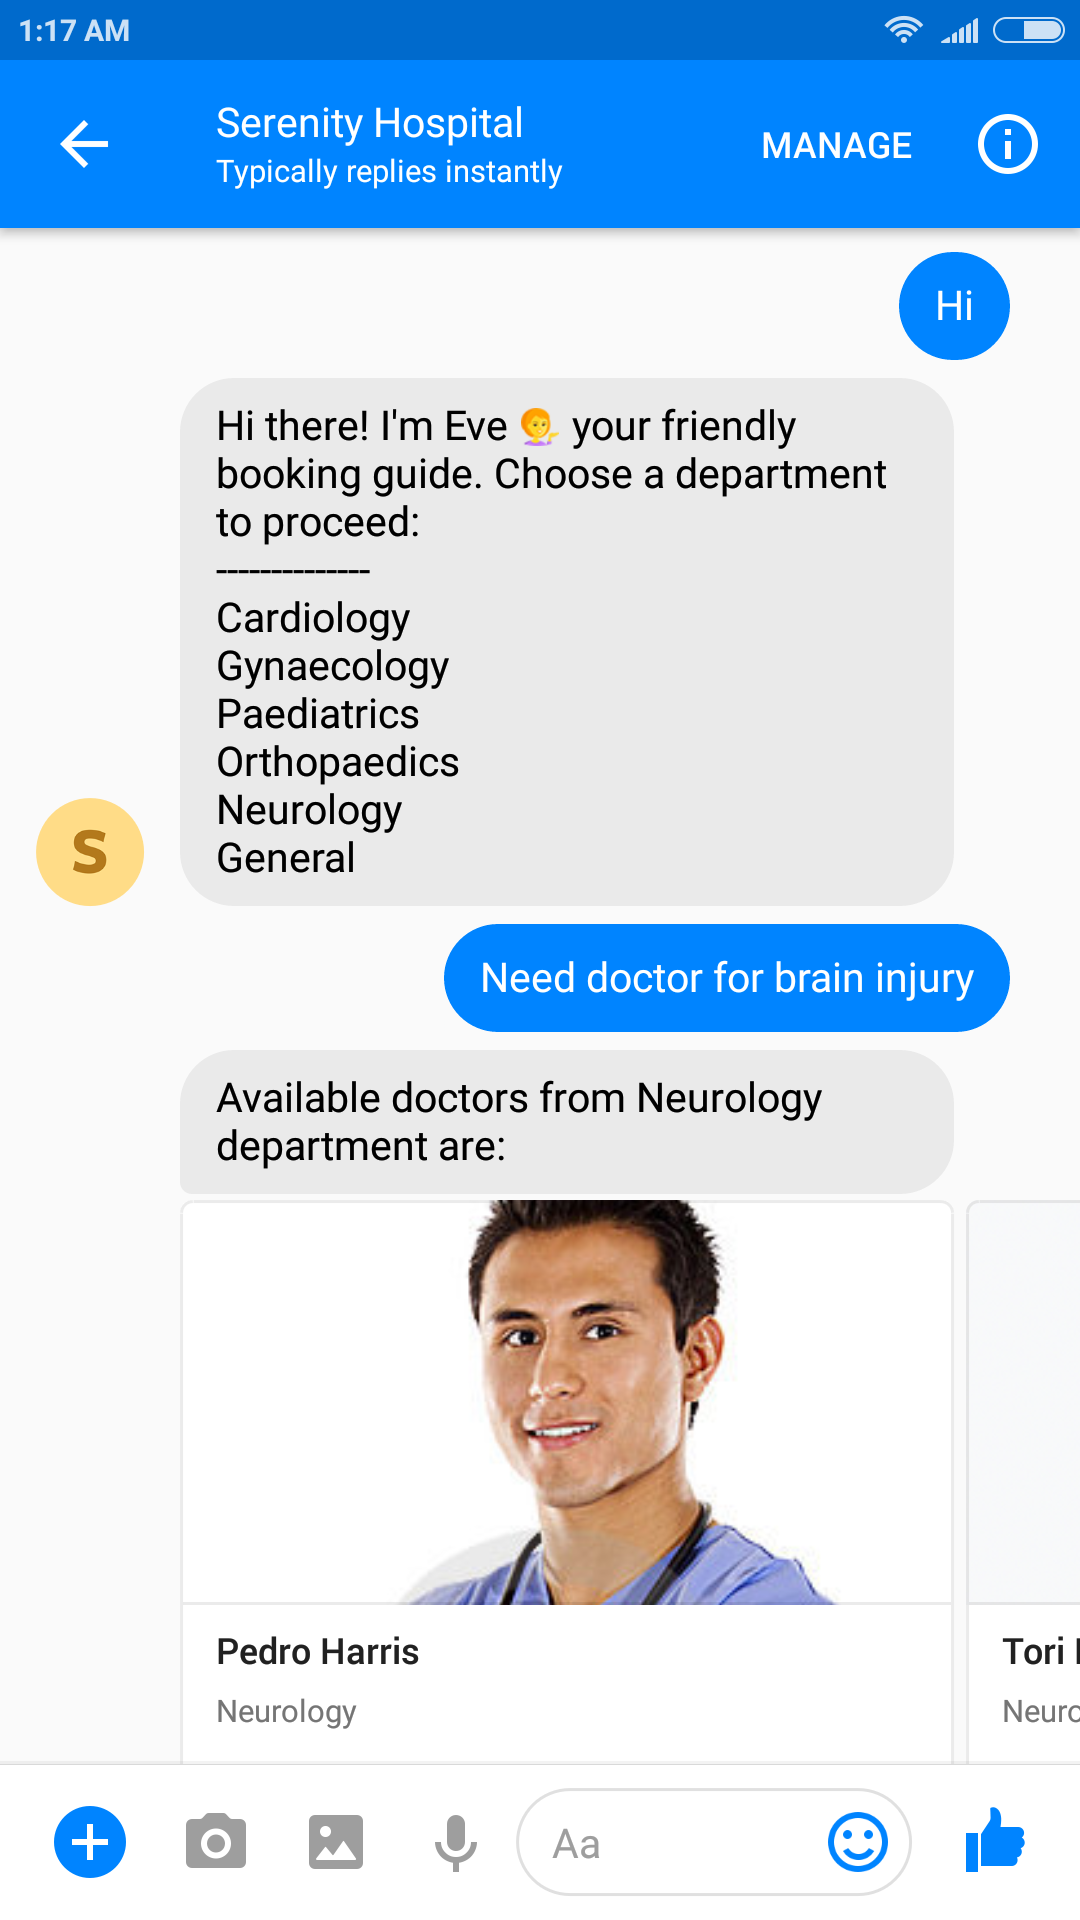 1:17 AM
Serenity Hospital
Typically replies instantly
MANAGE
Hi
Hi there! I'm Eve 💁 your friendly
booking guide. Choose a department
to proceed:
--------------
Cardiology
Gynaecology
Paediatrics
Orthopaedics
Neurology
General
S
Need doctor for brain injury
Available doctors from Neurology
department are:
Pedro Harris
Neurology
Tori
Neuro
Aa